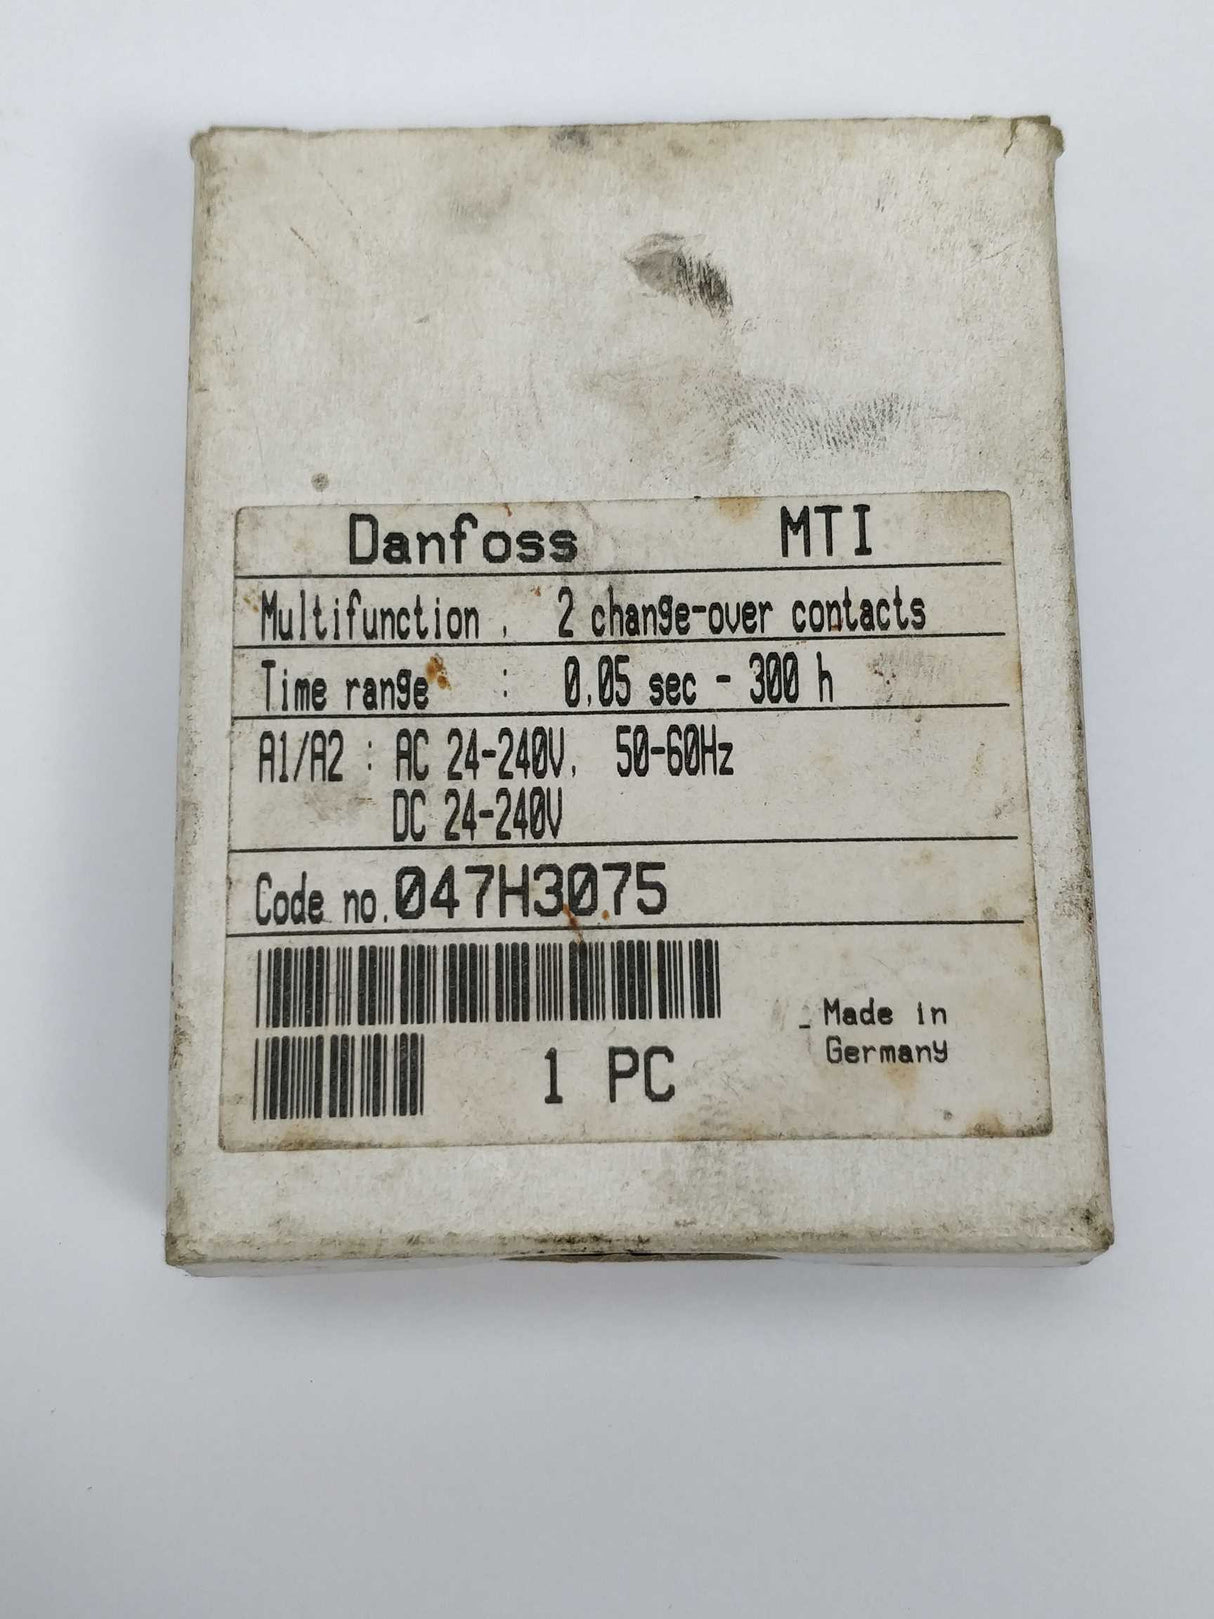 Danfoss MTI
Multifunction, 2 change-over contacts
Time range : 0,05 sec - 300 h
A1/A2 : AC 24-240V, 50-60Hz
DC 24-240V
Code no. 047H3075
Made in
Germany
1 PC